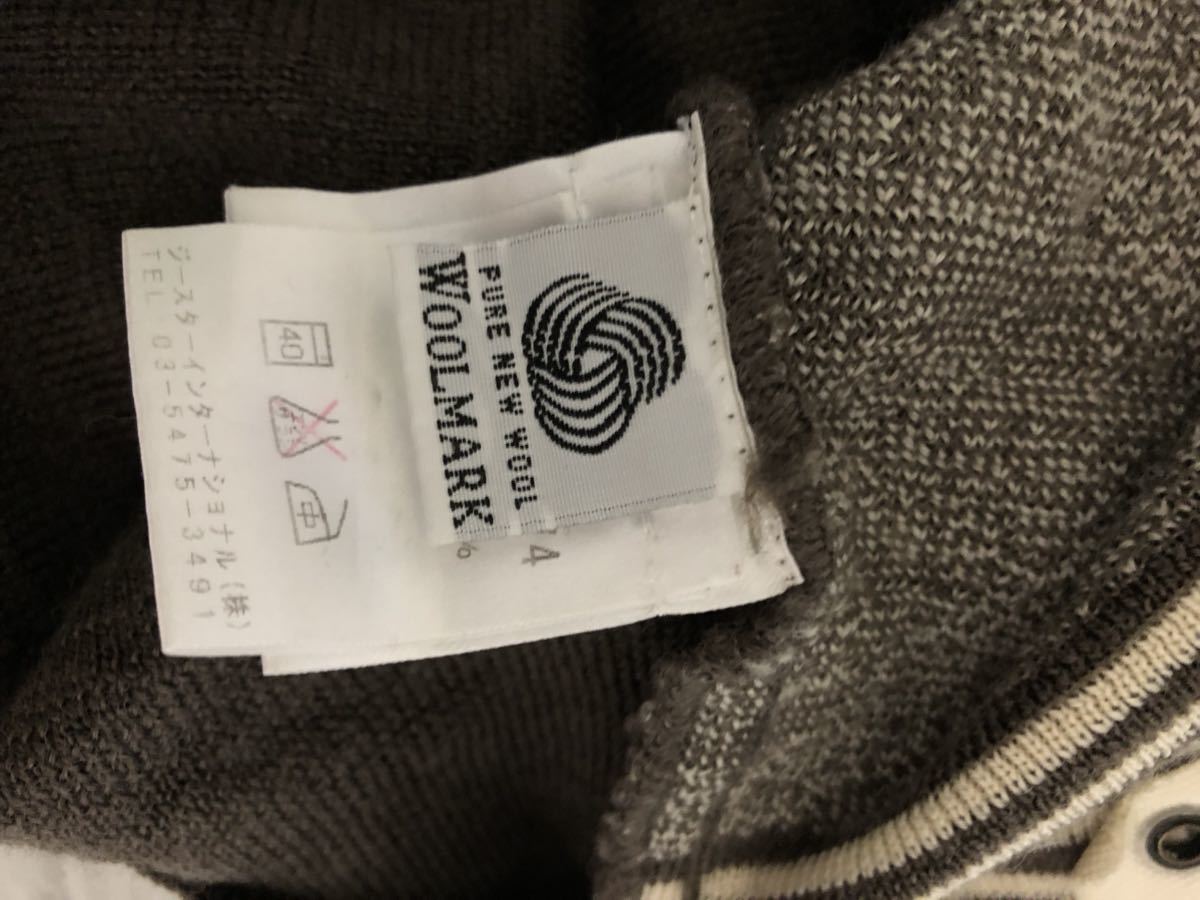 PURE NEW WOOL
WOOLMARK
4
%
40
中
ジースターインターナショナル(株)
TEL 03-5475-3491